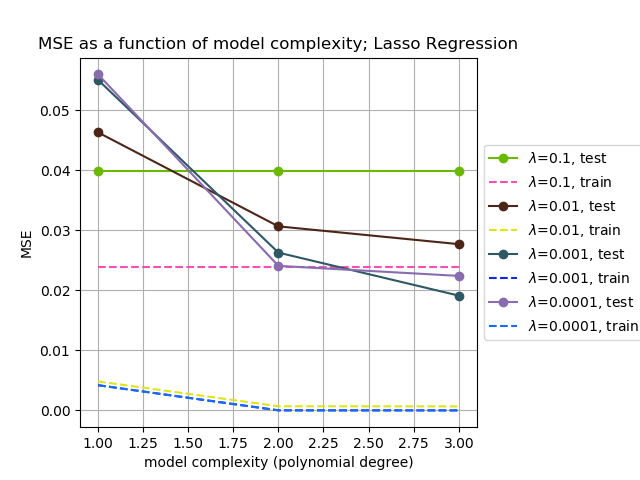 MSE as a function of model complexity; Lasso Regression
0.05
0.04
0.03
0.02
0.01
0.00
MSE
1.00 1.25 1.50 1.75 2.00 2.25 2.50 2.75 3.00
model complexity (polynomial degree)
λ=0.1, test
λ=0.1, train
λ=0.01, test
λ=0.01, train
λ=0.001, test
λ=0.001, train
λ=0.0001, test
λ=0.0001, train